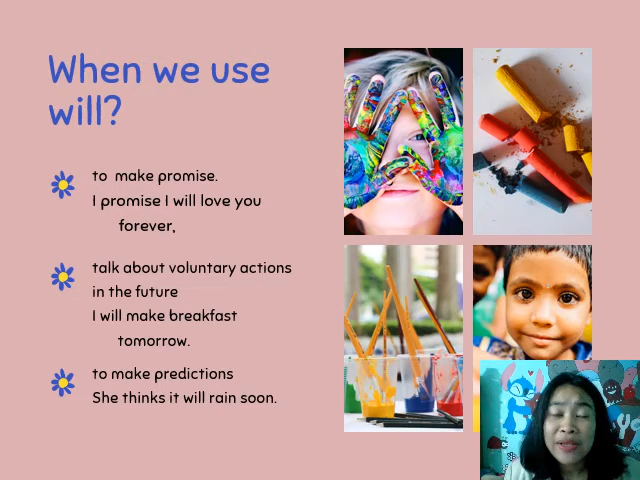 When we use
will?
to make promise.
I promise I will love you
forever,
talk about voluntary actions
in the future
I will make breakfast
tomorrow.
to make predictions
She thinks it will rain soon.